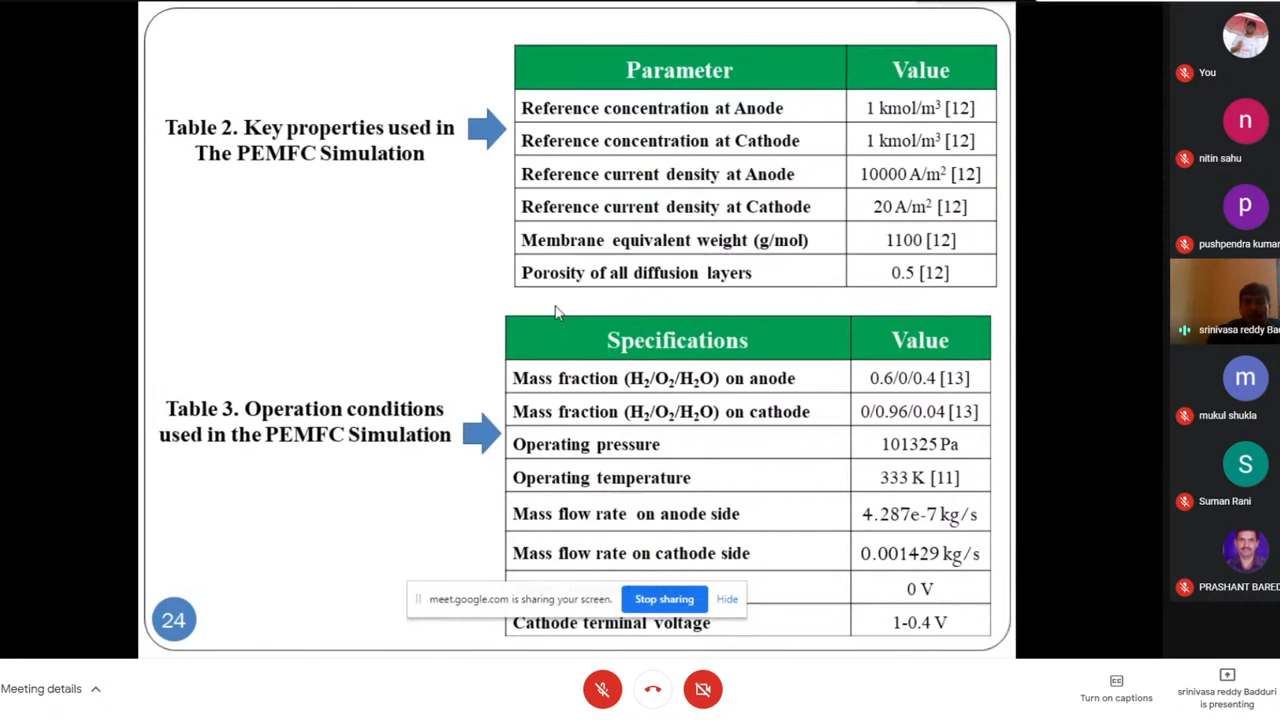 Table 2. Key properties used in
The PEMFC Simulation
Parameter Value
Reference concentration at Anode 1 kmol/m³ [12]
Reference concentration at Cathode 1 kmol/m³ [12]
Reference current density at Anode 10000 A/m² [12]
Reference current density at Cathode 20 A/m² [12]
Membrane equivalent weight (g/mol) 1100 [12]
Porosity of all diffusion layers 0.5 [12]
Table 3. Operation conditions
used in the PEMFC Simulation
Specifications Value
Mass fraction (H₂/O₂/H₂O) on anode 0.6/0/0.4 [13]
Mass fraction (H₂/O₂/H₂O) on cathode 0/0.96/0.04 [13]
Operating pressure 101325 Pa
Operating temperature 333 K [11]
Mass flow rate on anode side 4.287e-7 kg/s
Mass flow rate on cathode side 0.001429 kg/s
0 V
Cathode terminal voltage 1-0.4 V
meet.google.com is sharing your screen. Stop sharing Hide
24
You
n
nitin sahu
p
pushpendra kumar
srinivasa reddy Ba
m
mukul shukla
S
Suman Rani
PRASHANT BARED
Meeting details
Turn on captions
srinivasa reddy Badduri
is presenting